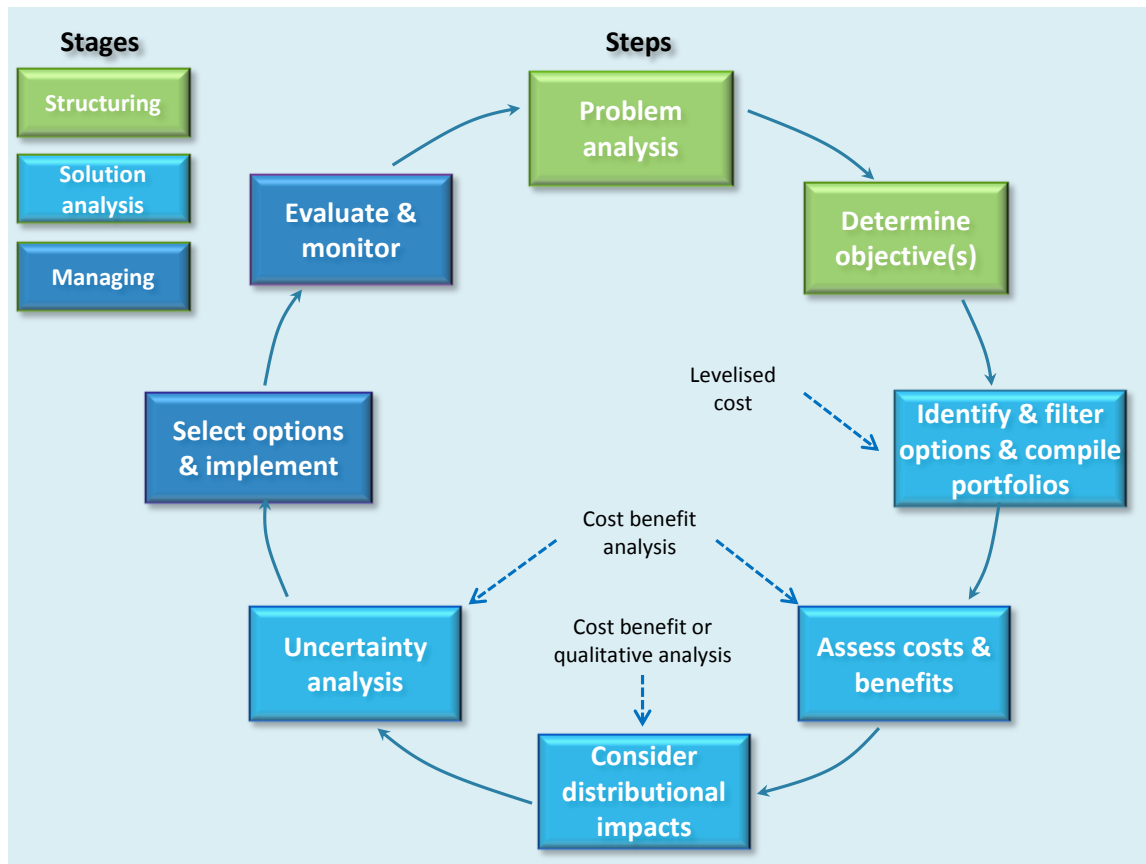 Stages
Structuring
Solution
analysis
Managing
Steps
Problem
analysis
Determine
objective(s)
Levelised
cost
Identify & filter
options & compile
portfolios
Cost benefit
analysis
Assess costs &
benefits
Cost benefit or
qualitative analysis
Consider
distributional
impacts
Uncertainty
analysis
Select options
& implement
Evaluate &
monitor